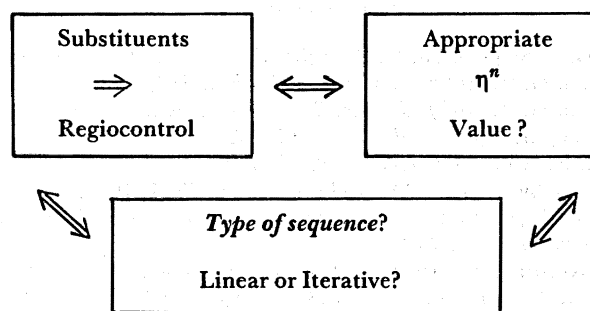 Substituents
⇒
Regiocontrol
Appropriate
ηⁿ
Value ?
Type of sequence?
Linear or Iterative?